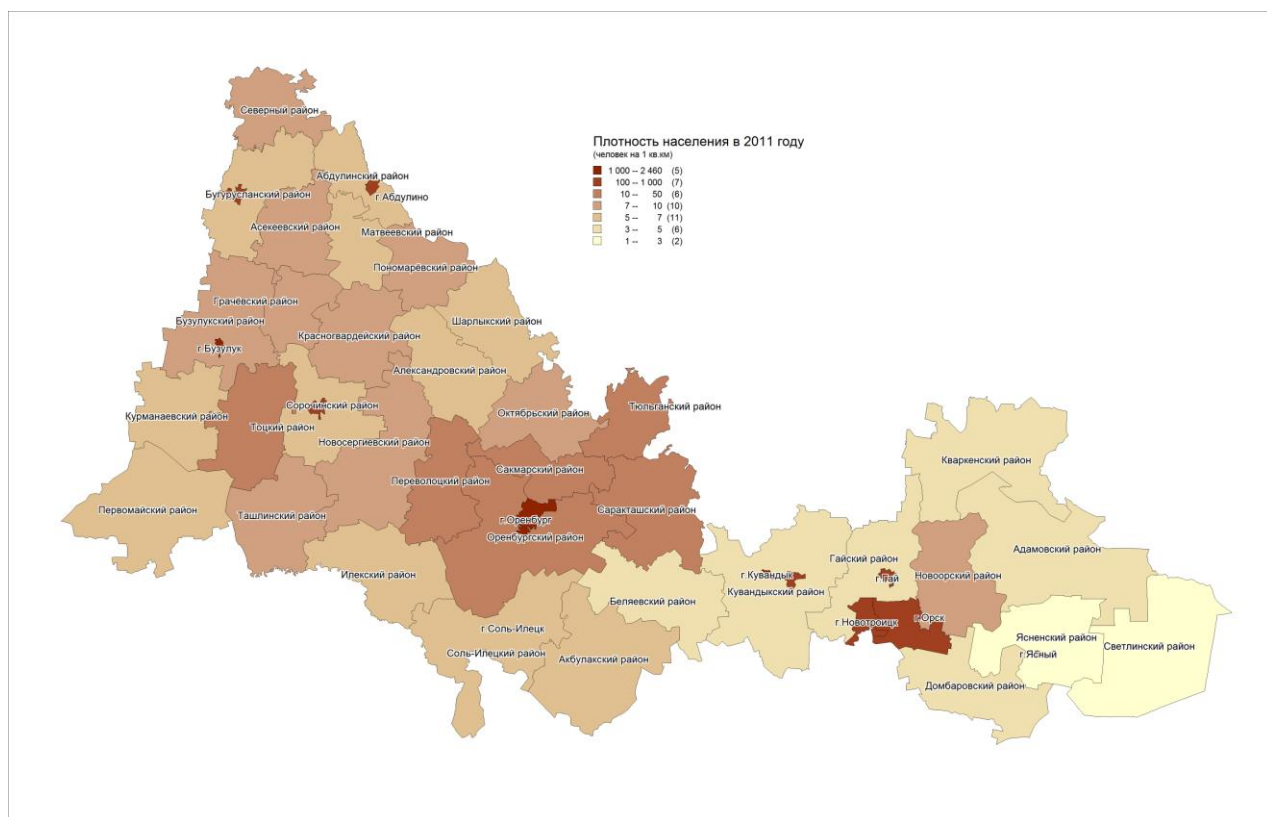 Плотность населения в 2011 году
(человек на 1 кв.км)
1 000 -- 2 460 (5)
100 -- 1 000 (7)
10 -- 50 (6)
7 -- 10 (10)
5 -- 7 (11)
3 -- 5 (6)
1 -- 3 (2)
Северный район
Абдулинский район
Бугурусланский район
г.Абдулино
Асекеевский район
Матвеевский район
Пономарёвский район
Грачёвский район
Бузулукский район
Шарлыкский район
Красногвардейский район
г.Бузулук
Александровский район
Сорочинский район
Тюльганский район
Курманаевский район
Октябрьский район
Тоцкий район
Новосергиевский район
Кваркенский район
Сакмарский район
Переволоцкий район
Первомайский район
Саракташский район
Ташлинский район
г.Оренбург
Оренбургский район
Адамовский район
Гайский район
Илекский район
г.Кувандык
г.Гай
Новоорский район
Кувандыкский район
Беляевский район
г.Орск
г.Новотроицк
г.Соль-Илецк
Ясненский район
Светлинский район
Соль-Илецкий район
Акбулакский район
г.Ясный
Домбаровский район